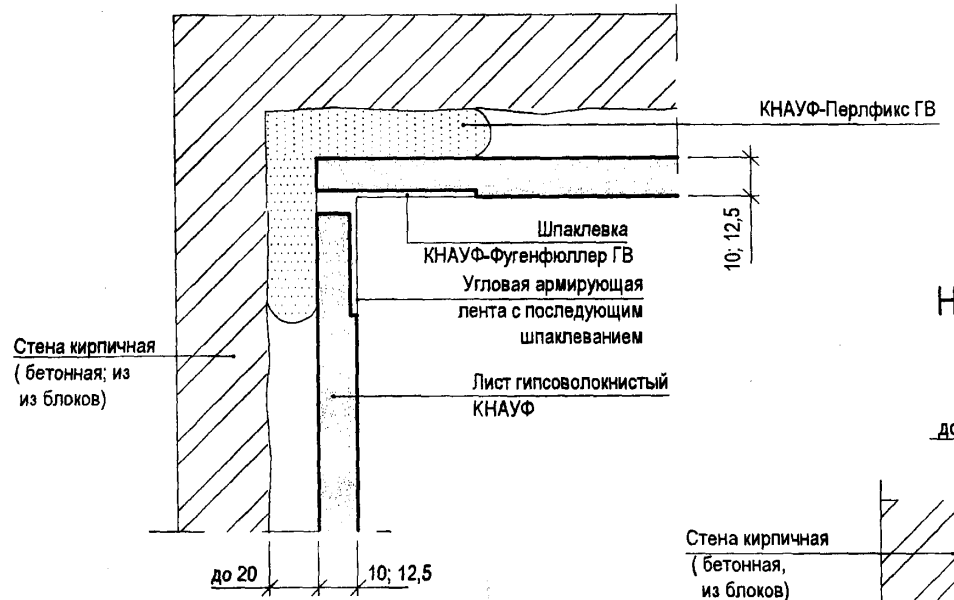 КНАУФ-Перлфикс ГВ
10; 12,5
Шпаклевка
КНАУФ-Фугенфюллер ГВ
Угловая армирующая
лента с последующим
шпаклеванием
Стена кирпичная
( бетонная; из
из блоков)
Лист гипсоволокнистый
КНАУФ
до 20
10; 12,5
Н
до
Стена кирпичная
( бетонная,
из блоков)